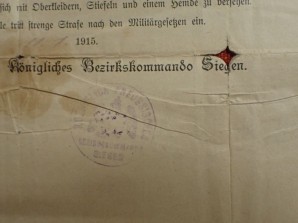 sich mit Oberkleidern, Stiefeln und einem Hemde zu versehen.
tritt strenge Strafe nach den Militärgesetzen ein.
1915.
Königliches Bezirkskommando Siegen.